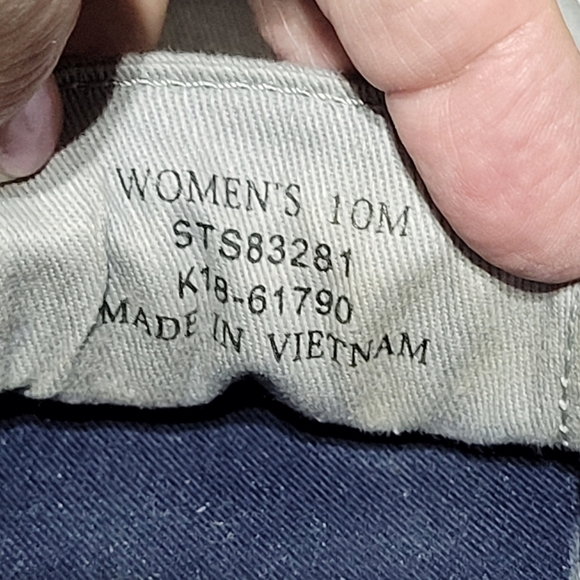 WOMEN'S 10M
STS83281
K18-61790
MADE IN VIETNAM